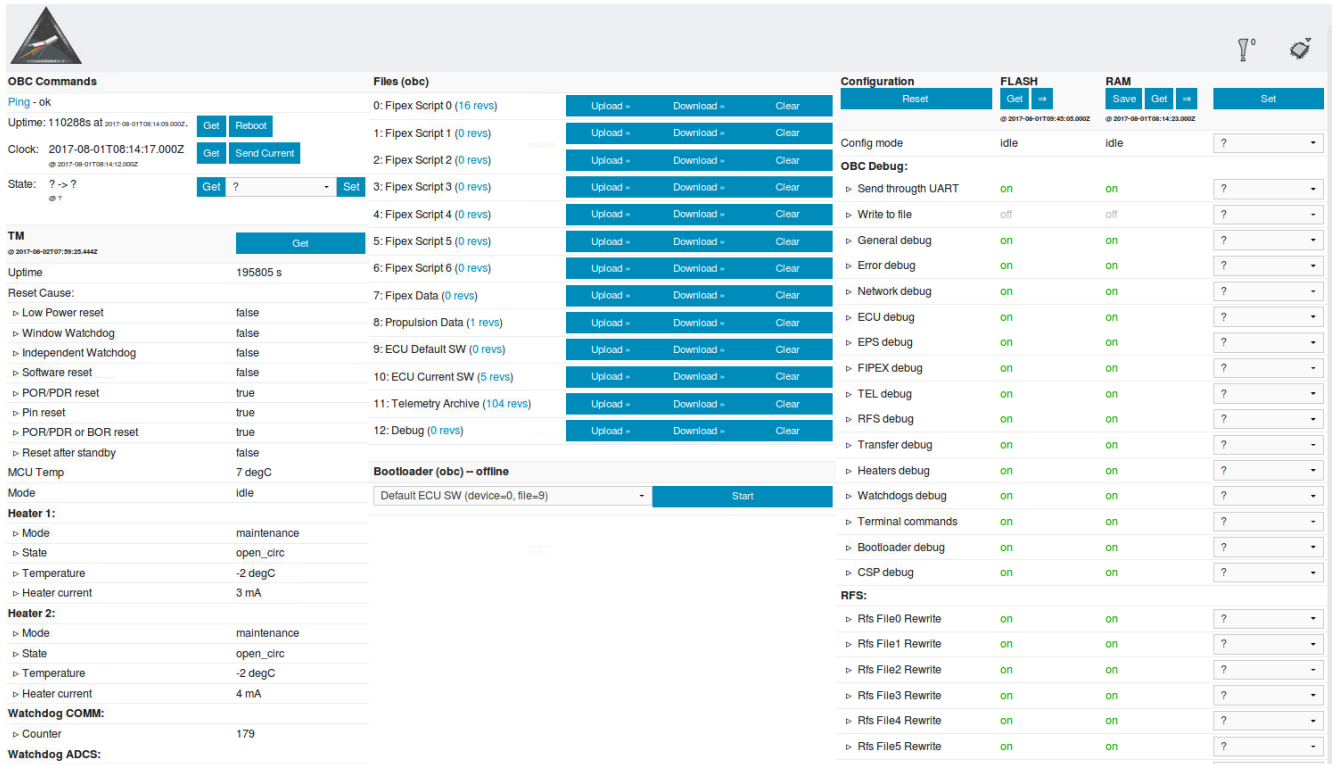 0
OBC Commands
Ping - ok
Uptime: 110288s at 2017-08-01T08:14:09.000Z. Get Reboot
Clock: 2017-08-01T08:14:17.000Z Get Send Current
@ 2017-08-01T08:14:12.000Z
State: ? -> ? Get ? Set
@ ?
TM Get
@ 2017-08-02T07:59:25.444Z
Uptime 195805 s
Reset Cause:
▹ Low Power reset false
▹ Window Watchdog false
▹ Independent Watchdog false
▹ Software reset false
▹ POR/PDR reset true
▹ Pin reset true
▹ POR/PDR or BOR reset true
▹ Reset after standby false
MCU Temp 7 degC
Mode idle
Heater 1:
▹ Mode maintenance
▹ State open_circ
▹ Temperature -2 degC
▹ Heater current 3 mA
Heater 2:
▹ Mode maintenance
▹ State open_circ
▹ Temperature -2 degC
▹ Heater current 4 mA
Watchdog COMM:
▹ Counter 179
Watchdog ADCS:
Files (obc)
0: Fipex Script 0 (16 revs) Upload » Download » Clear
1: Fipex Script 1 (0 revs) Upload » Download » Clear
2: Fipex Script 2 (0 revs) Upload » Download » Clear
3: Fipex Script 3 (0 revs) Upload » Download » Clear
4: Fipex Script 4 (0 revs) Upload » Download » Clear
5: Fipex Script 5 (0 revs) Upload » Download » Clear
6: Fipex Script 6 (0 revs) Upload » Download » Clear
7: Fipex Data (0 revs) Upload » Download » Clear
8: Propulsion Data (1 revs) Upload » Download » Clear
9: ECU Default SW (0 revs) Upload » Download » Clear
10: ECU Current SW (5 revs) Upload » Download » Clear
11: Telemetry Archive (104 revs) Upload » Download » Clear
12: Debug (0 revs) Upload » Download » Clear
Bootloader (obc) -- offline
Default ECU SW (device=0, file=9) Start
Configuration FLASH RAM
Reset Get ⇒ Save Get ⇒ Set
@ 2017-08-01T09:45:05.000Z @ 2017-08-01T08:14:23.000Z
Config mode idle idle ?
OBC Debug:
▹ Send througth UART on on ?
▹ Write to file off off ?
▹ General debug on on ?
▹ Error debug on on ?
▹ Network debug on on ?
▹ ECU debug on on ?
▹ EPS debug on on ?
▹ FIPEX debug on on ?
▹ TEL debug on on ?
▹ RFS debug on on ?
▹ Transfer debug on on ?
▹ Heaters debug on on ?
▹ Watchdogs debug on on ?
▹ Terminal commands on on ?
▹ Bootloader debug on on ?
▹ CSP debug on on ?
RFS:
▹ Rfs File0 Rewrite on on ?
▹ Rfs File1 Rewrite on on ?
▹ Rfs File2 Rewrite on on ?
▹ Rfs File3 Rewrite on on ?
▹ Rfs File4 Rewrite on on ?
▹ Rfs File5 Rewrite on on ?